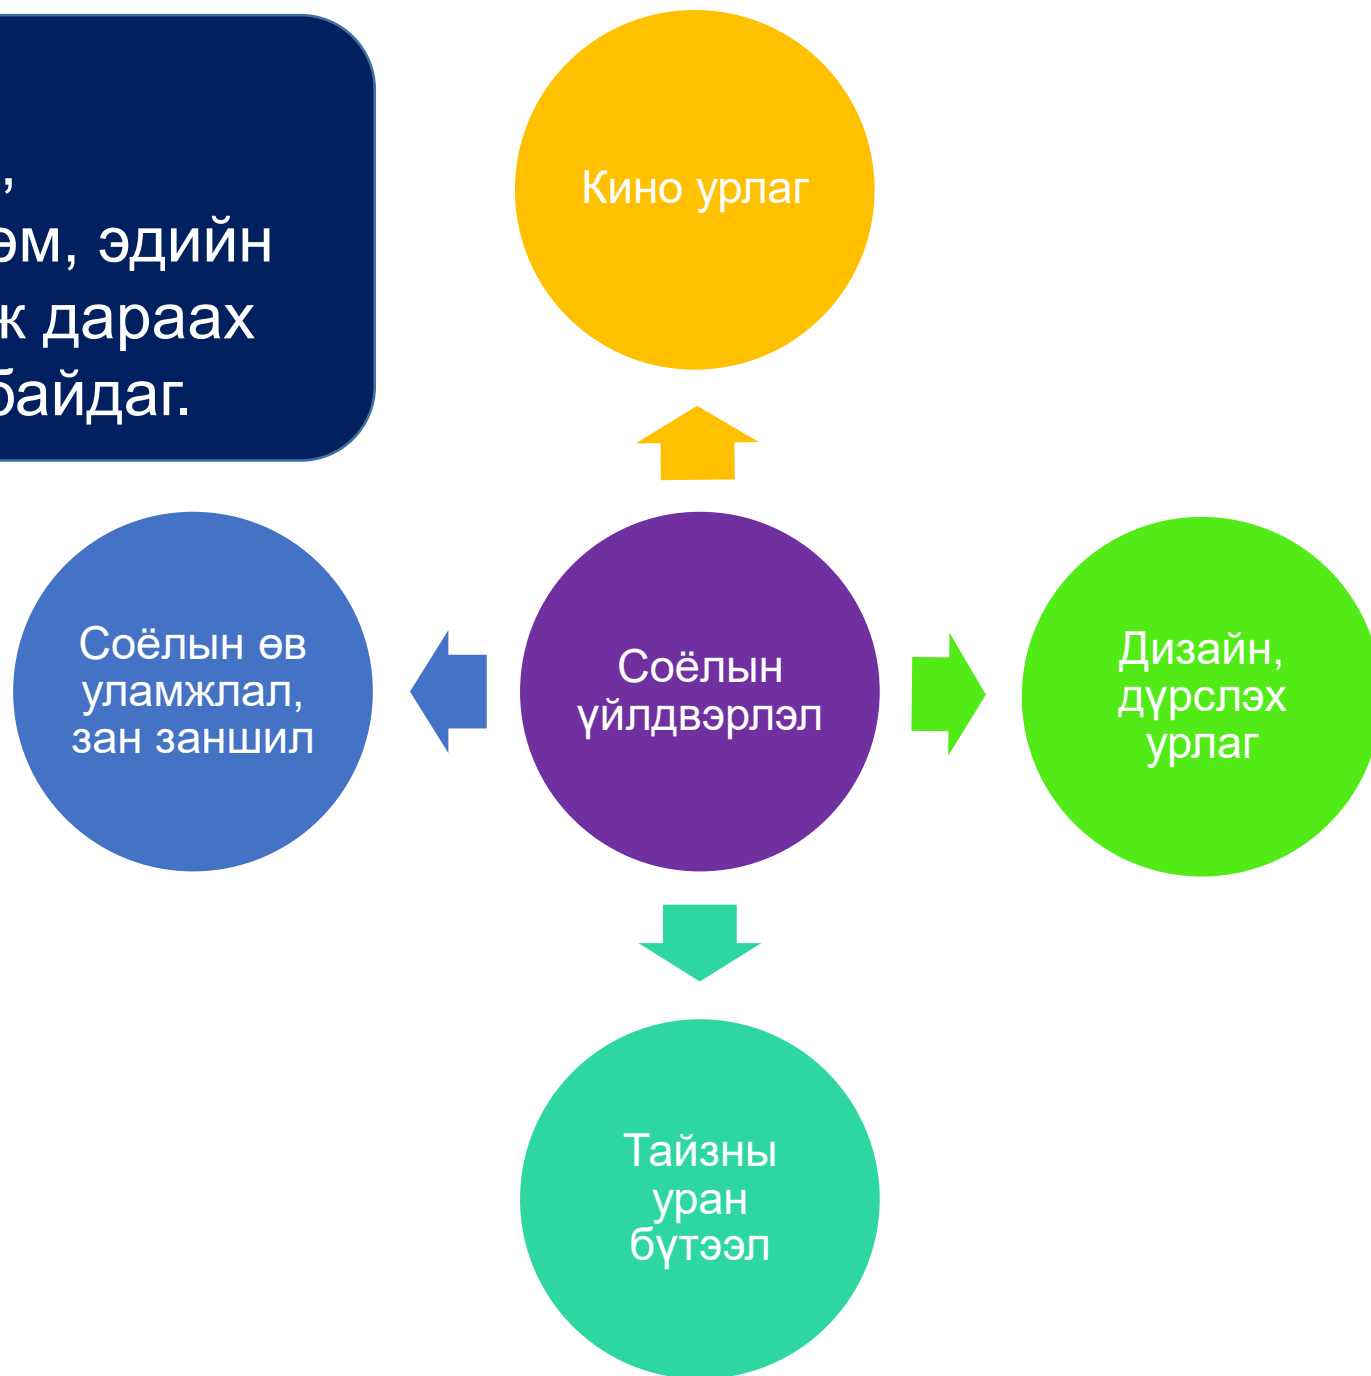 ,
эм, эдийн
ж дараах
байдаг.
Кино урлаг
Соёлын өв
уламжлал,
зан заншил
Соёлын
үйлдвэрлэл
Дизайн,
дүрслэх
урлаг
Тайзны
уран
бүтээл